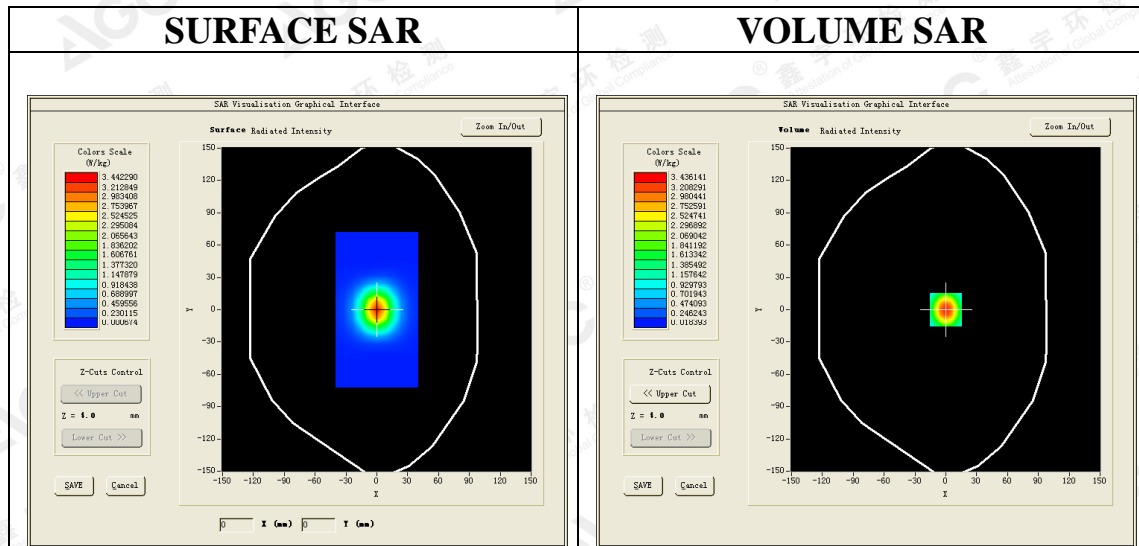 SURFACE SAR
VOLUME SAR
SAR Visualisation Graphical Interface
Surface Radiated Intensity
Zoom In/Out
Colors Scale
(W/kg)
3.442290
3.212849
2.983408
2.753967
2.524525
2.295084
2.065643
1.836202
1.606761
1.377320
1.147879
0.918438
0.688997
0.459556
0.230115
0.000674
Z-Cuts Control
<< Upper Cut
Z = 4.0 mm
Lower Cut >>
SAVE
Cancel
150
120
90
60
30
0
-30
-60
-90
-120
-150
Y
-150 -120 -90 -60 -30 0 30 60 90 120 150
X
0 X (mm) 0 Y (mm)
SAR Visualisation Graphical Interface
Volume Radiated Intensity
Zoom In/Out
Colors Scale
(W/kg)
3.436141
3.208291
2.980441
2.752591
2.524741
2.296892
2.069042
1.841192
1.613342
1.385492
1.157642
0.929793
0.701943
0.474093
0.246243
0.018393
Z-Cuts Control
<< Upper Cut
Z = 4.0 mm
Lower Cut >>
SAVE
Cancel
150
120
90
60
30
0
-30
-60
-90
-120
-150
Y
-150 -120 -90 -60 -30 0 30 60 90 120 150
X